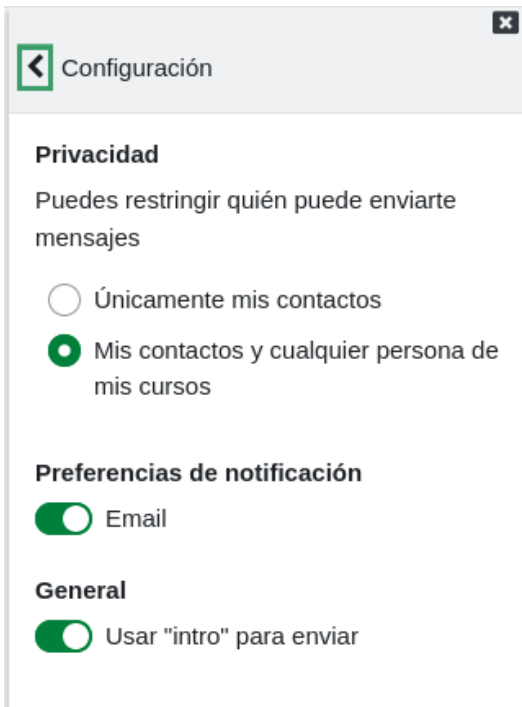 Configuración
Privacidad
Puedes restringir quién puede enviarte
mensajes
Únicamente mis contactos
Mis contactos y cualquier persona de
mis cursos
Preferencias de notificación
Email
General
Usar "intro" para enviar